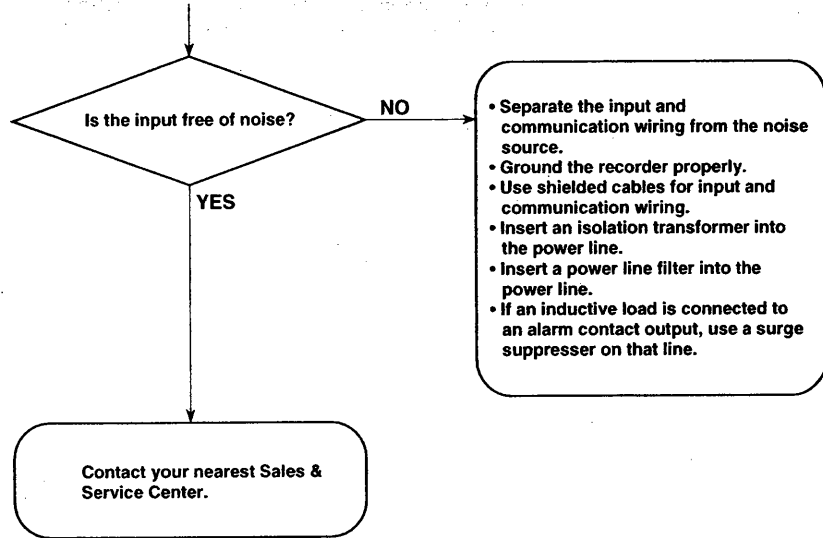 Is the input free of noise?
NO
YES
• Separate the input and
communication wiring from the noise
source.
• Ground the recorder properly.
• Use shielded cables for input and
communication wiring.
• Insert an isolation transformer into
the power line.
• Insert a power line filter into the
power line.
• If an inductive load is connected to
an alarm contact output, use a surge
suppresser on that line.
Contact your nearest Sales &
Service Center.